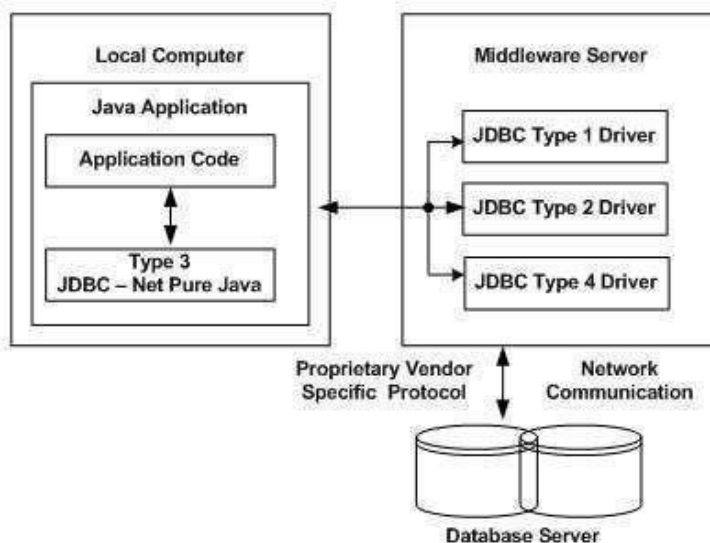 Local Computer
Java Application
Application Code
Type 3
JDBC – Net Pure Java
Middleware Server
JDBC Type 1 Driver
JDBC Type 2 Driver
JDBC Type 4 Driver
Proprietary Vendor
Specific Protocol
Network
Communication
Database Server